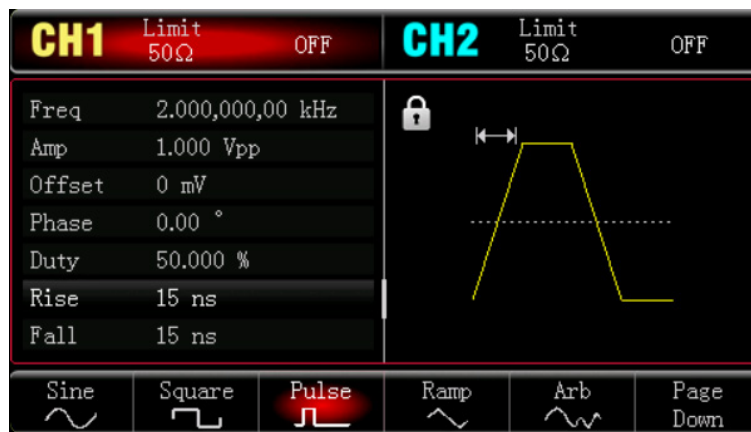 CH1 Limit 50Ω OFF
CH2 Limit 50Ω OFF
Freq 2.000,000,00 kHz
Amp 1.000 Vpp
Offset 0 mV
Phase 0.00 °
Duty 50.000 %
Rise 15 ns
Fall 15 ns
Sine Square Pulse Ramp Arb Page Down